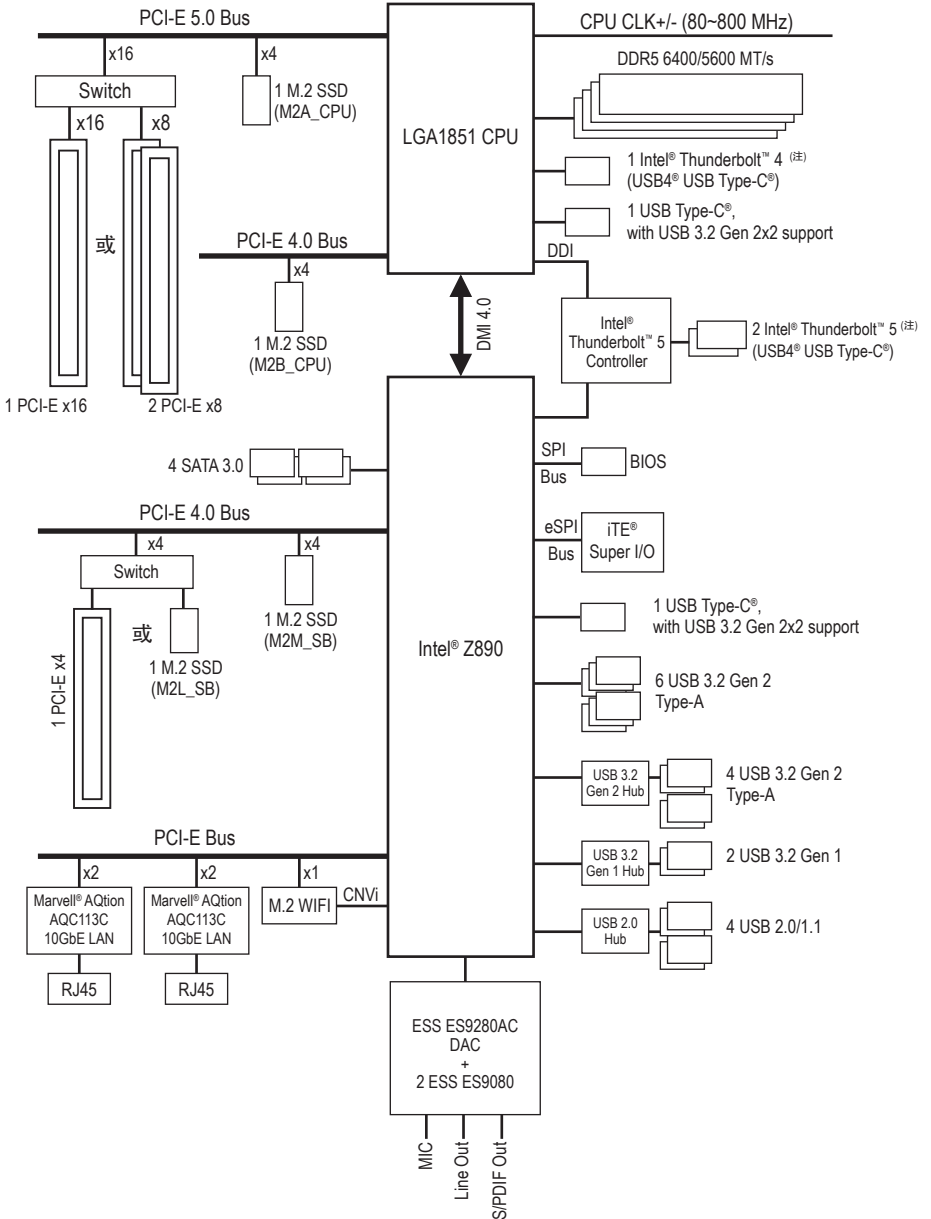 PCI-E 5.0 Bus
x16
x4
Switch
x16
x8
1 M.2 SSD
(M2A_CPU)
或
1 PCI-E x16
2 PCI-E x8
PCI-E 4.0 Bus
x4
1 M.2 SSD
(M2B_CPU)
LGA1851 CPU
CPU CLK+/- (80~800 MHz)
DDR5 6400/5600 MT/s
1 Intel® Thunderbolt™ 4 (注)
(USB4® USB Type-C®)
1 USB Type-C®,
with USB 3.2 Gen 2x2 support
DDI
DMI 4.0
Intel®
Thunderbolt™ 5
Controller
2 Intel® Thunderbolt™ 5 (注)
(USB4® USB Type-C®)
4 SATA 3.0
SPI
Bus
BIOS
PCI-E 4.0 Bus
x4
x4
Switch
1 PCI-E x4
或
1 M.2 SSD
(M2L_SB)
1 M.2 SSD
(M2M_SB)
Intel® Z890
eSPI
Bus
iTE®
Super I/O
1 USB Type-C®,
with USB 3.2 Gen 2x2 support
6 USB 3.2 Gen 2
Type-A
USB 3.2
Gen 2 Hub
4 USB 3.2 Gen 2
Type-A
USB 3.2
Gen 1 Hub
2 USB 3.2 Gen 1
USB 2.0
Hub
4 USB 2.0/1.1
PCI-E Bus
x2
x2
x1
Marvell® AQtion
AQC113C
10GbE LAN
Marvell® AQtion
AQC113C
10GbE LAN
M.2 WIFI
CNVi
RJ45
RJ45
ESS ES9280AC
DAC
+
2 ESS ES9080
MIC
Line Out
S/PDIF Out